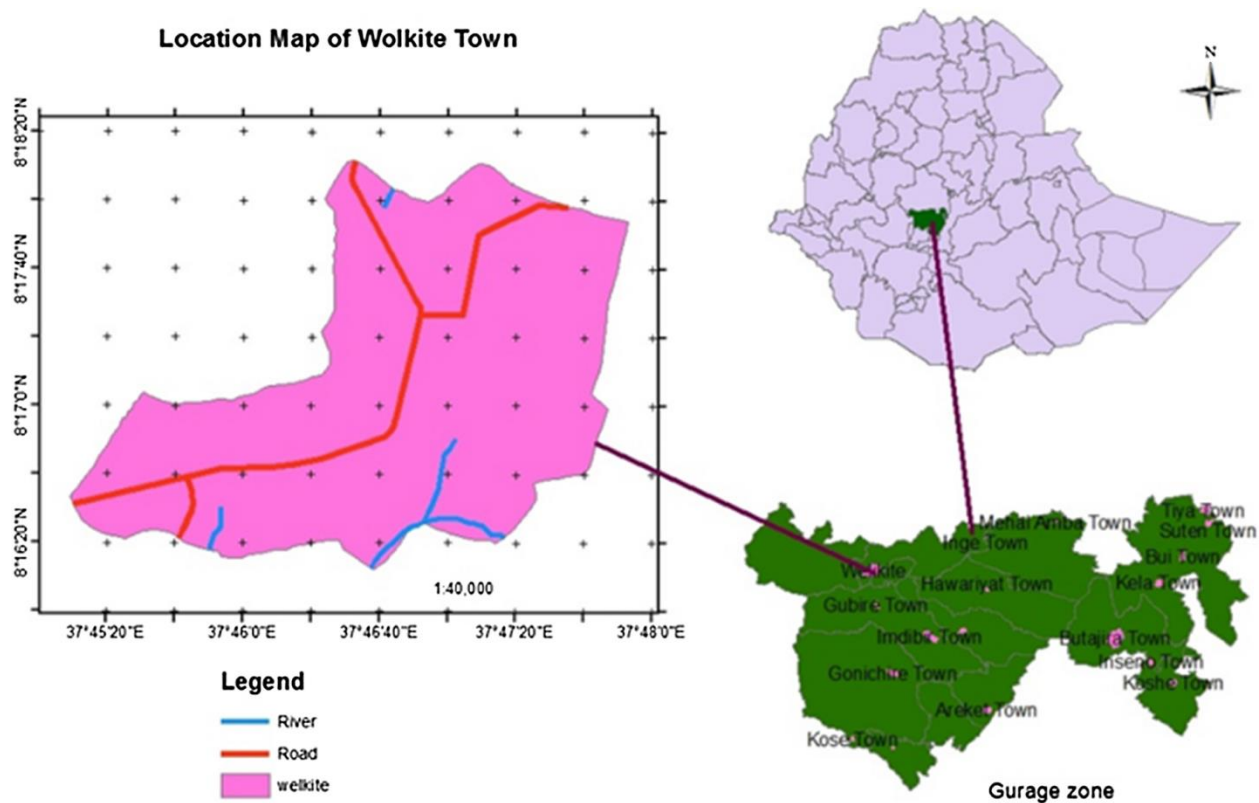 Location Map of Wolkite Town
N
8°18'20"N
8°17'40"N
8°17'0"N
8°16'20"N
1:40,000
37°45'20"E
37°46'0"E
37°46'40"E
37°47'20"E
37°48'0"E
Legend
River
Road
welkite
Tiya Town
Mehal Amba Town
Suten Town
Inge Town
Bui Town
Welkite
Hawariyat Town
Kela Town
Gubire Town
Imdibir Town
Butajira Town
Inseno Town
Gonichire Town
Koshe Town
Areket Town
Kose Town
Gurage zone